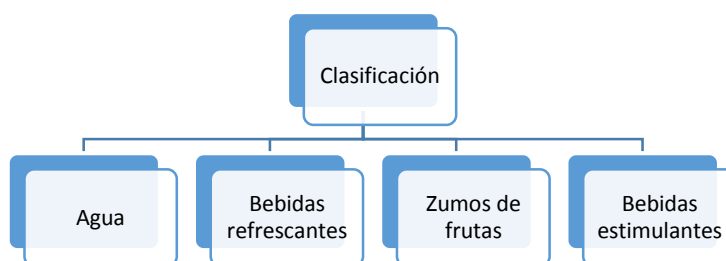 Clasificación
Agua
Bebidas
refrescantes
Zumos de
frutas
Bebidas
estimulantes